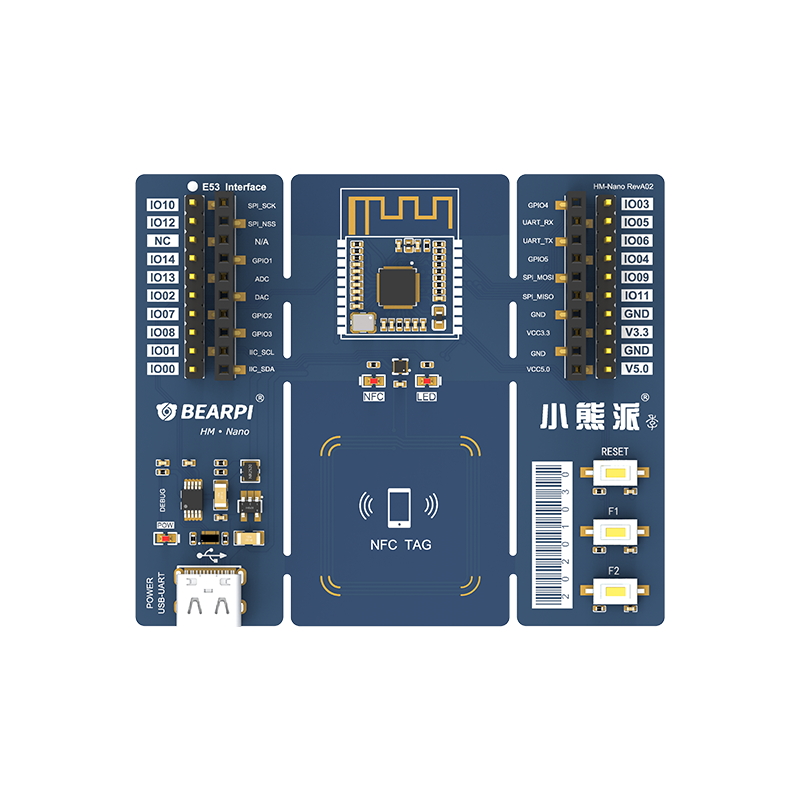 E53 Interface
IO10 SPI_SCK
IO12 SPI_NSS
NC N/A
IO14 GPIO1
IO13 ADC
IO02 DAC
IO07 GPIO2
IO08 GPIO3
IO01 IIC_SCL
IO00 IIC_SDA
BEARPI®
HM • Nano
DEBUG
POW
POWER
USB-UART
NFC
LED
NFC TAG
HM-Nano RevA02
GPIO4 IO03
UART_RX IO05
UART_TX IO06
GPIO5 IO04
SPI_MOSI IO09
SPI_MISO IO11
GND GND
VCC3.3 V3.3
GND GND
VCC5.0 V5.0
小熊派®
RESET
F1
F2
20201030